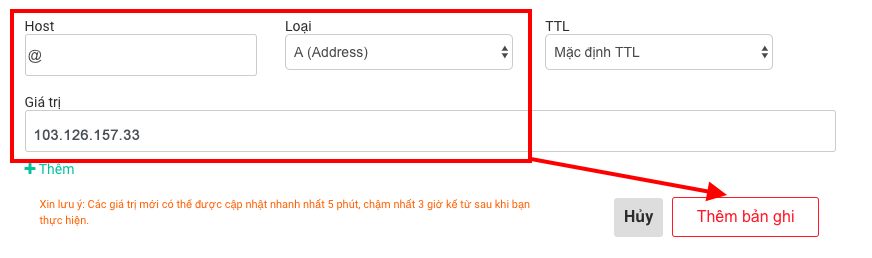 Host Loại TTL
@ A (Address) Mặc định TTL
Giá trị
103.126.157.33
+ Thêm
Xin lưu ý: Các giá trị mới có thể được cập nhật nhanh nhất 5 phút, chậm nhất 3 giờ kể từ sau khi bạn
thực hiện.
Hủy Thêm bản ghi